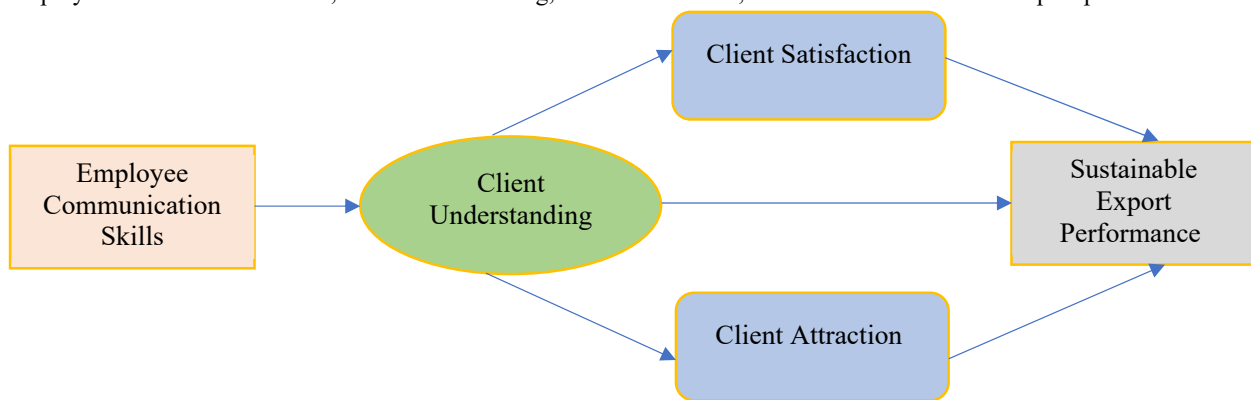 Client Satisfaction
Employee
Communication
Skills
Client
Understanding
Sustainable
Export
Performance
Client Attraction